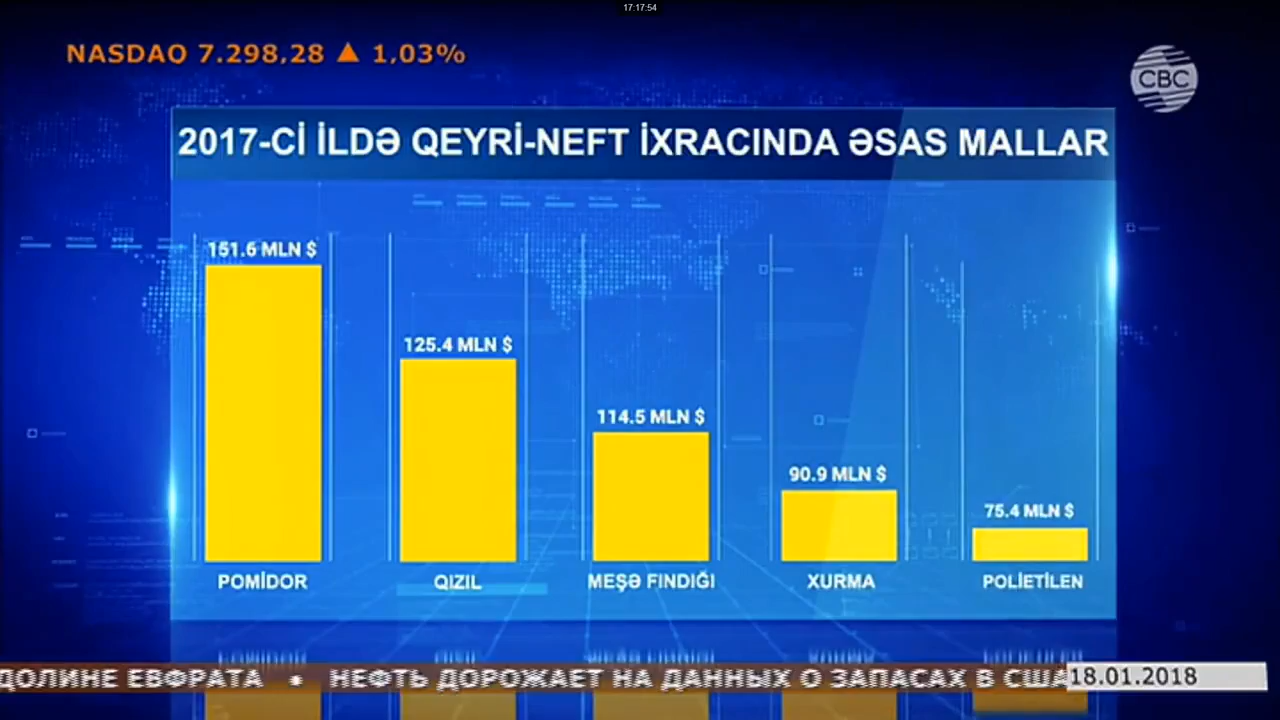 17:17:54
NASDAQ 7.298,28 ▲ 1,03%
CBC
2017-Cİ İLDƏ QEYRİ-NEFT İXRACINDA ƏSAS MALLAR
151.6 MLN $
125.4 MLN $
114.5 MLN $
90.9 MLN $
75.4 MLN $
POMİDOR
QIZIL
MEŞƏ FINDIĞI
XURMA
POLİETİLEN
ДОЛИНЕ ЕВФРАТА • НЕФТЬ ДОРОЖАЕТ НА ДАННЫХ О ЗАПАСАХ В США
18.01.2018